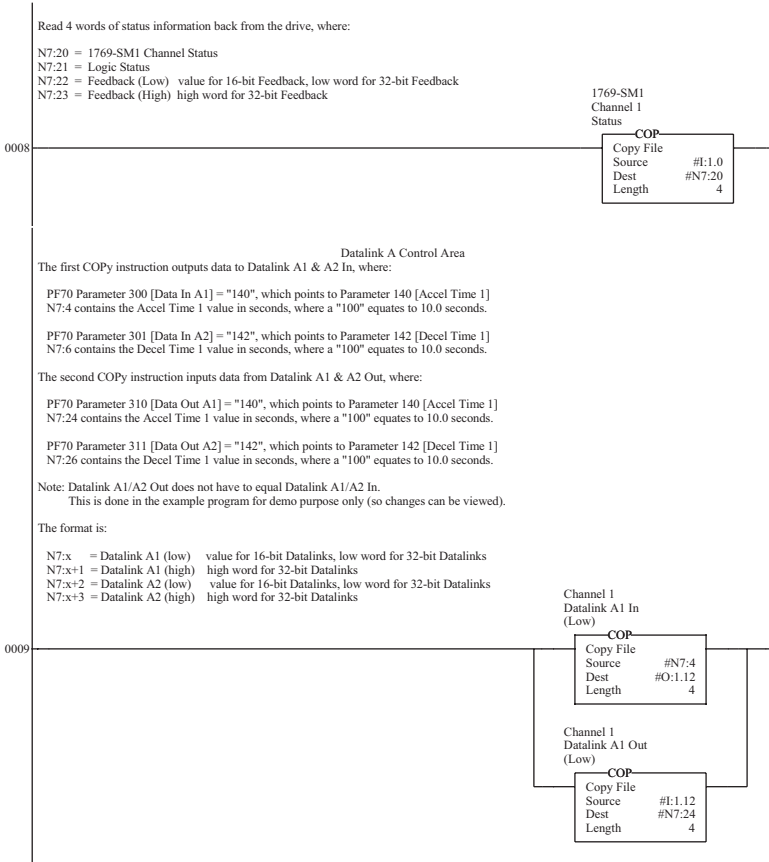 Read 4 words of status information back from the drive, where:
N7:20 = 1769-SM1 Channel Status
N7:21 = Logic Status
N7:22 = Feedback (Low) value for 16-bit Feedback, low word for 32-bit Feedback
N7:23 = Feedback (High) high word for 32-bit Feedback
1769-SM1
Channel 1
Status
COP
0008
Copy File
Source #I:1.0
Dest #N7:20
Length 4
Datalink A Control Area
The first COPy instruction outputs data to Datalink A1 & A2 In, where:
PF70 Parameter 300 [Data In A1] = "140", which points to Parameter 140 [Accel Time 1]
N7:4 contains the Accel Time 1 value in seconds, where a "100" equates to 10.0 seconds.
PF70 Parameter 301 [Data In A2] = "142", which points to Parameter 142 [Decel Time 1]
N7:6 contains the Decel Time 1 value in seconds, where a "100" equates to 10.0 seconds.
The second COPy instruction inputs data from Datalink A1 & A2 Out, where:
PF70 Parameter 310 [Data Out A1] = "140", which points to Parameter 140 [Accel Time 1]
N7:24 contains the Accel Time 1 value in seconds, where a "100" equates to 10.0 seconds.
PF70 Parameter 311 [Data Out A2] = "142", which points to Parameter 142 [Decel Time 1]
N7:26 contains the Decel Time 1 value in seconds, where a "100" equates to 10.0 seconds.
Note: Datalink A1/A2 Out does not have to equal Datalink A1/A2 In.
This is done in the example program for demo purpose only (so changes can be viewed).
The format is:
N7:x = Datalink A1 (low) value for 16-bit Datalinks, low word for 32-bit Datalinks
N7:x+1 = Datalink A1 (high) high word for 32-bit Datalinks
N7:x+2 = Datalink A2 (low) value for 16-bit Datalinks, low word for 32-bit Datalinks
N7:x+3 = Datalink A2 (high) high word for 32-bit Datalinks
Channel 1
Datalink A1 In
(Low)
COP
0009
Copy File
Source #N7:4
Dest #O:1.12
Length 4
Channel 1
Datalink A1 Out
(Low)
COP
Copy File
Source #I:1.12
Dest #N7:24
Length 4